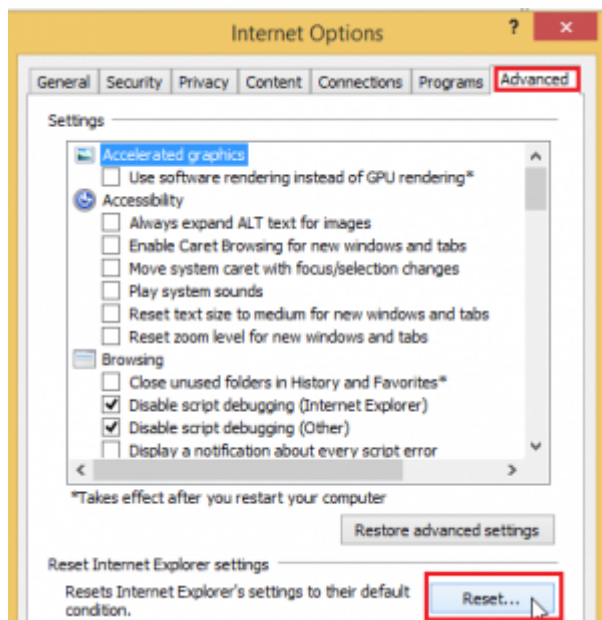 Internet Options
? ×
General Security Privacy Content Connections Programs Advanced
Settings
Accelerated graphics
Use software rendering instead of GPU rendering*
Accessibility
Always expand ALT text for images
Enable Caret Browsing for new windows and tabs
Move system caret with focus/selection changes
Play system sounds
Reset text size to medium for new windows and tabs
Reset zoom level for new windows and tabs
Browsing
Close unused folders in History and Favorites*
Disable script debugging (Internet Explorer)
Disable script debugging (Other)
Display a notification about every script error
*Takes effect after you restart your computer
Restore advanced settings
Reset Internet Explorer settings
Resets Internet Explorer's settings to their default
condition.
Reset...